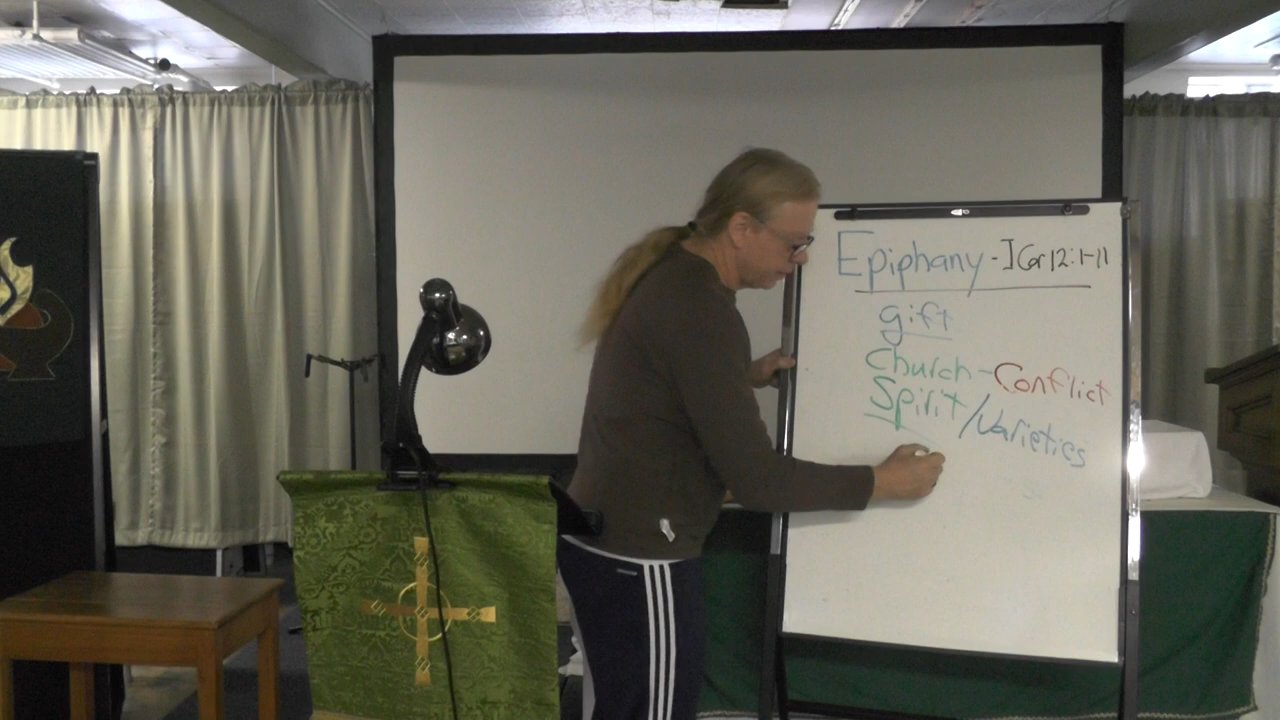 Epiphany - I Cor 12:1-11
gift
Church - Conflict
Spirit / Varieties